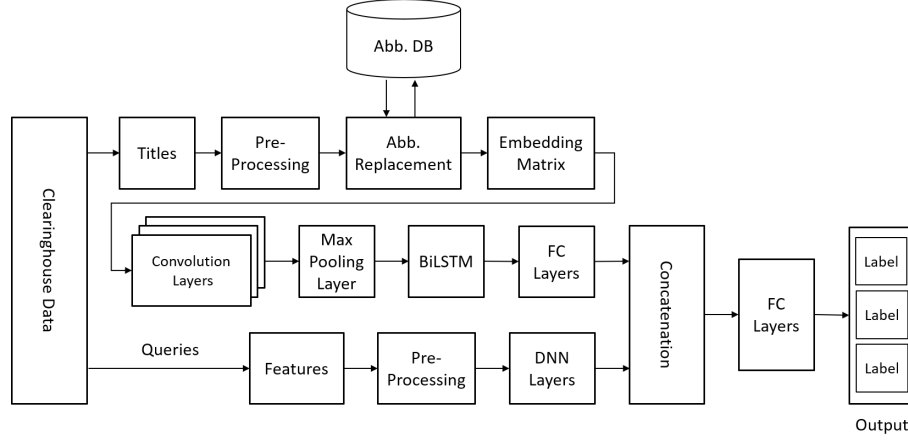 Abb. DB
Clearinghouse Data
Titles
Pre-
Processing
Abb.
Replacement
Embedding
Matrix
Convolution
Layers
Max
Pooling
Layer
BiLSTM
FC
Layers
Concatenation
FC
Layers
Label
Label
Label
Output
Queries
Features
Pre-
Processing
DNN
Layers